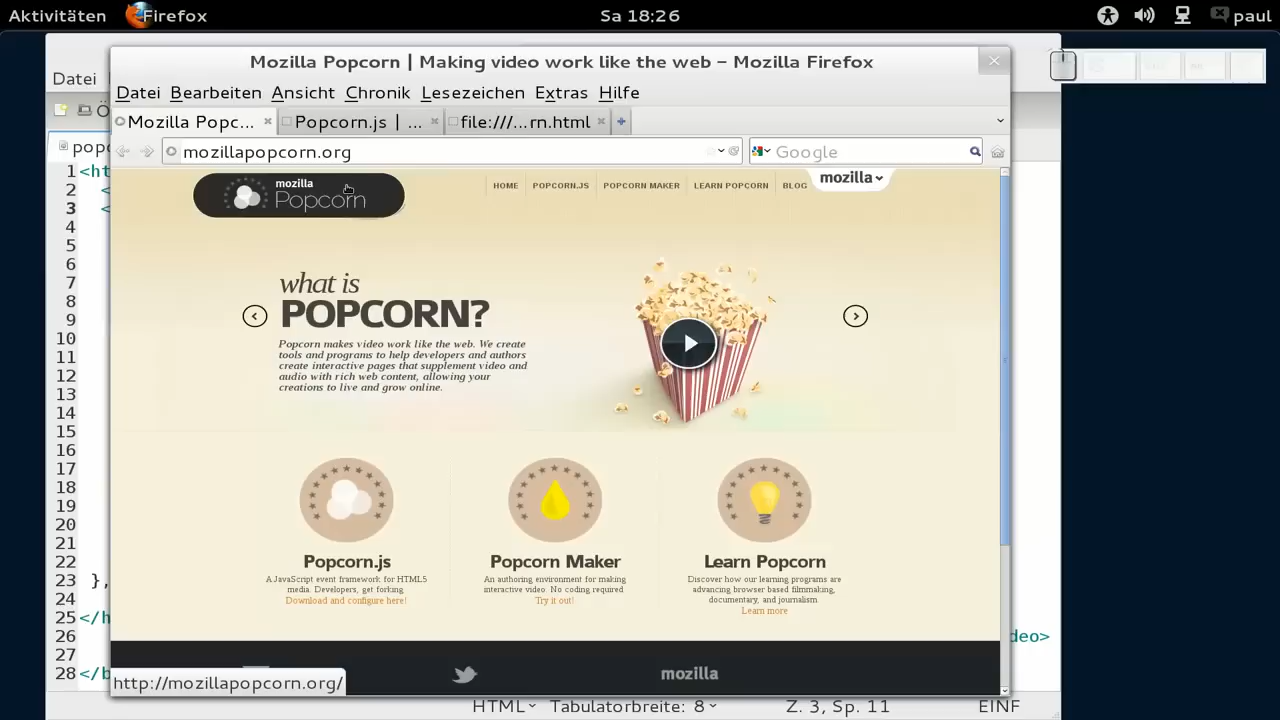 Aktivitäten Firefox Sa 18:26 paul
Mozilla Popcorn | Making video work like the web – Mozilla Firefox
Datei
Datei Bearbeiten Ansicht Chronik Lesezeichen Extras Hilfe
Mozilla Popc... Popcorn.js | ... file:///...rn.html
mozillapopcorn.org Google
mozilla Popcorn
HOME POPCORN.JS POPCORN MAKER LEARN POPCORN BLOG mozilla
what is
POPCORN?
Popcorn makes video work like the web. We create
tools and programs to help developers and authors
create interactive pages that supplement video and
audio with rich web content, allowing your
creations to live and grow online.
Popcorn.js
A JavaScript event framework for HTML5
media. Developers, get forking
Download and configure here!
Popcorn Maker
An authoring environment for making
interactive video. No coding required
Try it out!
Learn Popcorn
Discover how our learning programs are
advancing browser based filmmaking,
documentary, and journalism
Learn more
mozilla
http://mozillapopcorn.org/
Ö
popc
1 <ht
2 <
3 <
4
5
6
7
8
9
10
11
12
13
14
15
16
17
18
19
20
21
22
23 },
24
25 </h
26 deo>
27
28 </b
HTML Tabulatorbreite: 8 Z. 3, Sp. 11 EINF